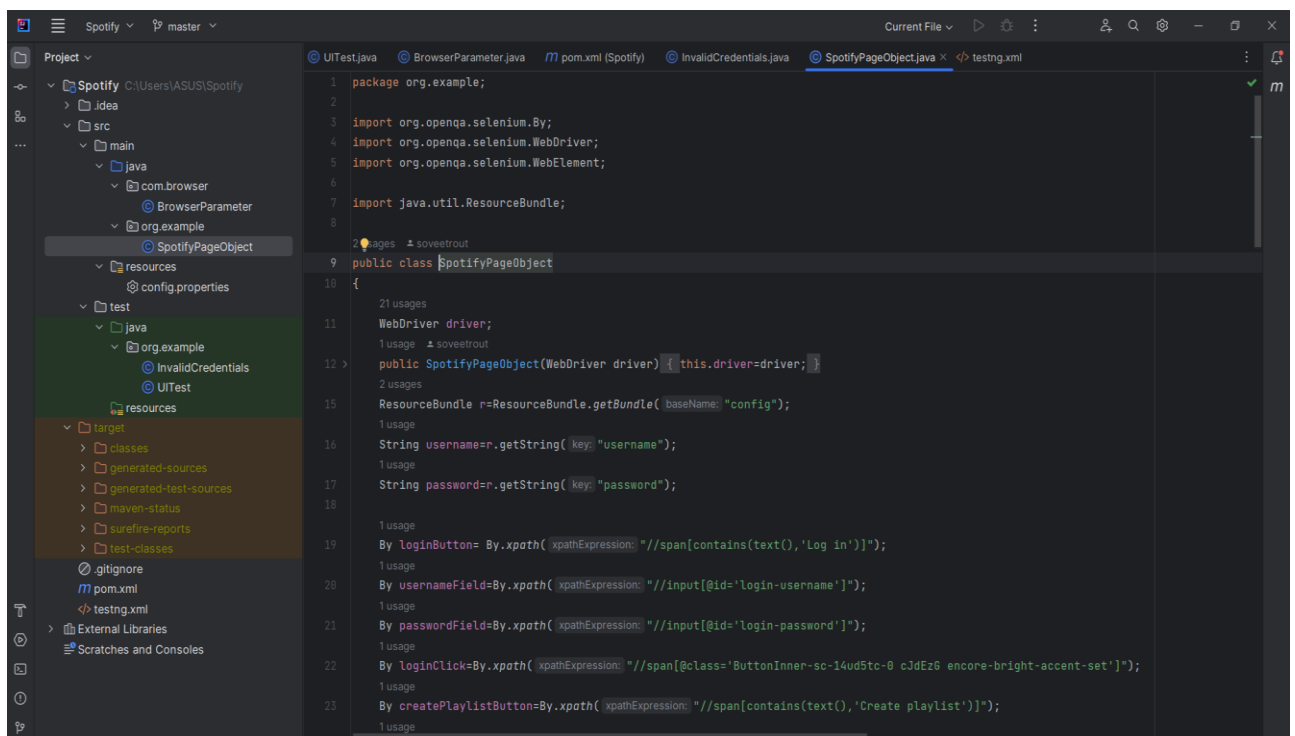 Spotify master Current File
Project
Spotify C:\Users\ASUS\Spotify
.idea
src
main
java
com.browser
BrowserParameter
org.example
SpotifyPageObject
resources
config.properties
test
java
org.example
InvalidCredentials
UITest
resources
target
classes
generated-sources
generated-test-sources
maven-status
surefire-reports
test-classes
.gitignore
m pom.xml
</> testng.xml
External Libraries
Scratches and Consoles
UITest.java BrowserParameter.java m pom.xml (Spotify) InvalidCredentials.java SpotifyPageObject.java </> testng.xml
m
1 package org.example;
2
3 import org.openqa.selenium.By;
4 import org.openqa.selenium.WebDriver;
5 import org.openqa.selenium.WebElement;
6
7 import java.util.ResourceBundle;
8
2 usages soveetrout
9 public class SpotifyPageObject
10 {
21 usages
11 WebDriver driver;
1 usage soveetrout
12 public SpotifyPageObject(WebDriver driver) { this.driver=driver; }
2 usages
15 ResourceBundle r=ResourceBundle.getBundle( baseName: "config");
1 usage
16 String username=r.getString( key: "username");
1 usage
17 String password=r.getString( key: "password");
18
1 usage
19 By loginButton= By.xpath( xpathExpression: "//span[contains(text(),'Log in')]");
1 usage
20 By usernameField=By.xpath( xpathExpression: "//input[@id='login-username']");
1 usage
21 By passwordField=By.xpath( xpathExpression: "//input[@id='login-password']");
1 usage
22 By loginClick=By.xpath( xpathExpression: "//span[@class='ButtonInner-sc-14ud5tc-0 cJdEzG encore-bright-accent-set']");
1 usage
23 By createPlaylistButton=By.xpath( xpathExpression: "//span[contains(text(),'Create playlist')]");
1 usage